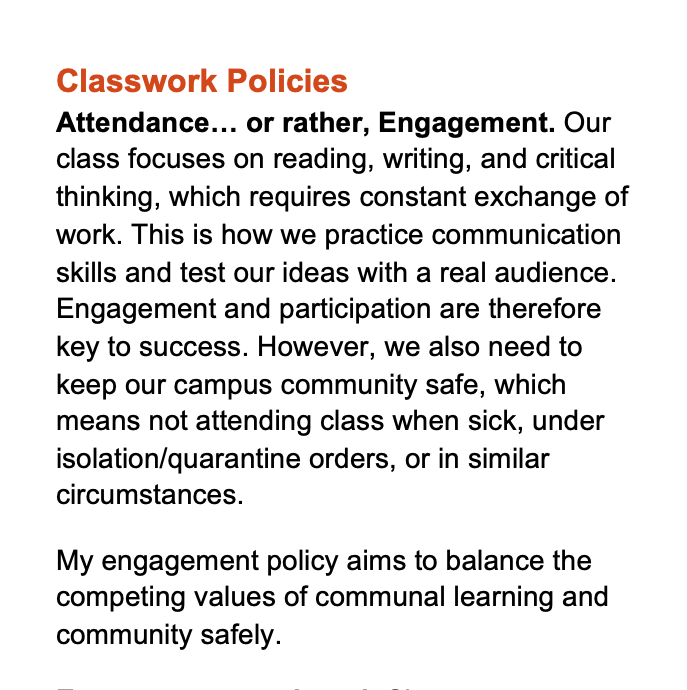 Classwork Policies
Attendance… or rather, Engagement. Our
class focuses on reading, writing, and critical
thinking, which requires constant exchange of
work. This is how we practice communication
skills and test our ideas with a real audience.
Engagement and participation are therefore
key to success. However, we also need to
keep our campus community safe, which
means not attending class when sick, under
isolation/quarantine orders, or in similar
circumstances.
My engagement policy aims to balance the
competing values of communal learning and
community safely.